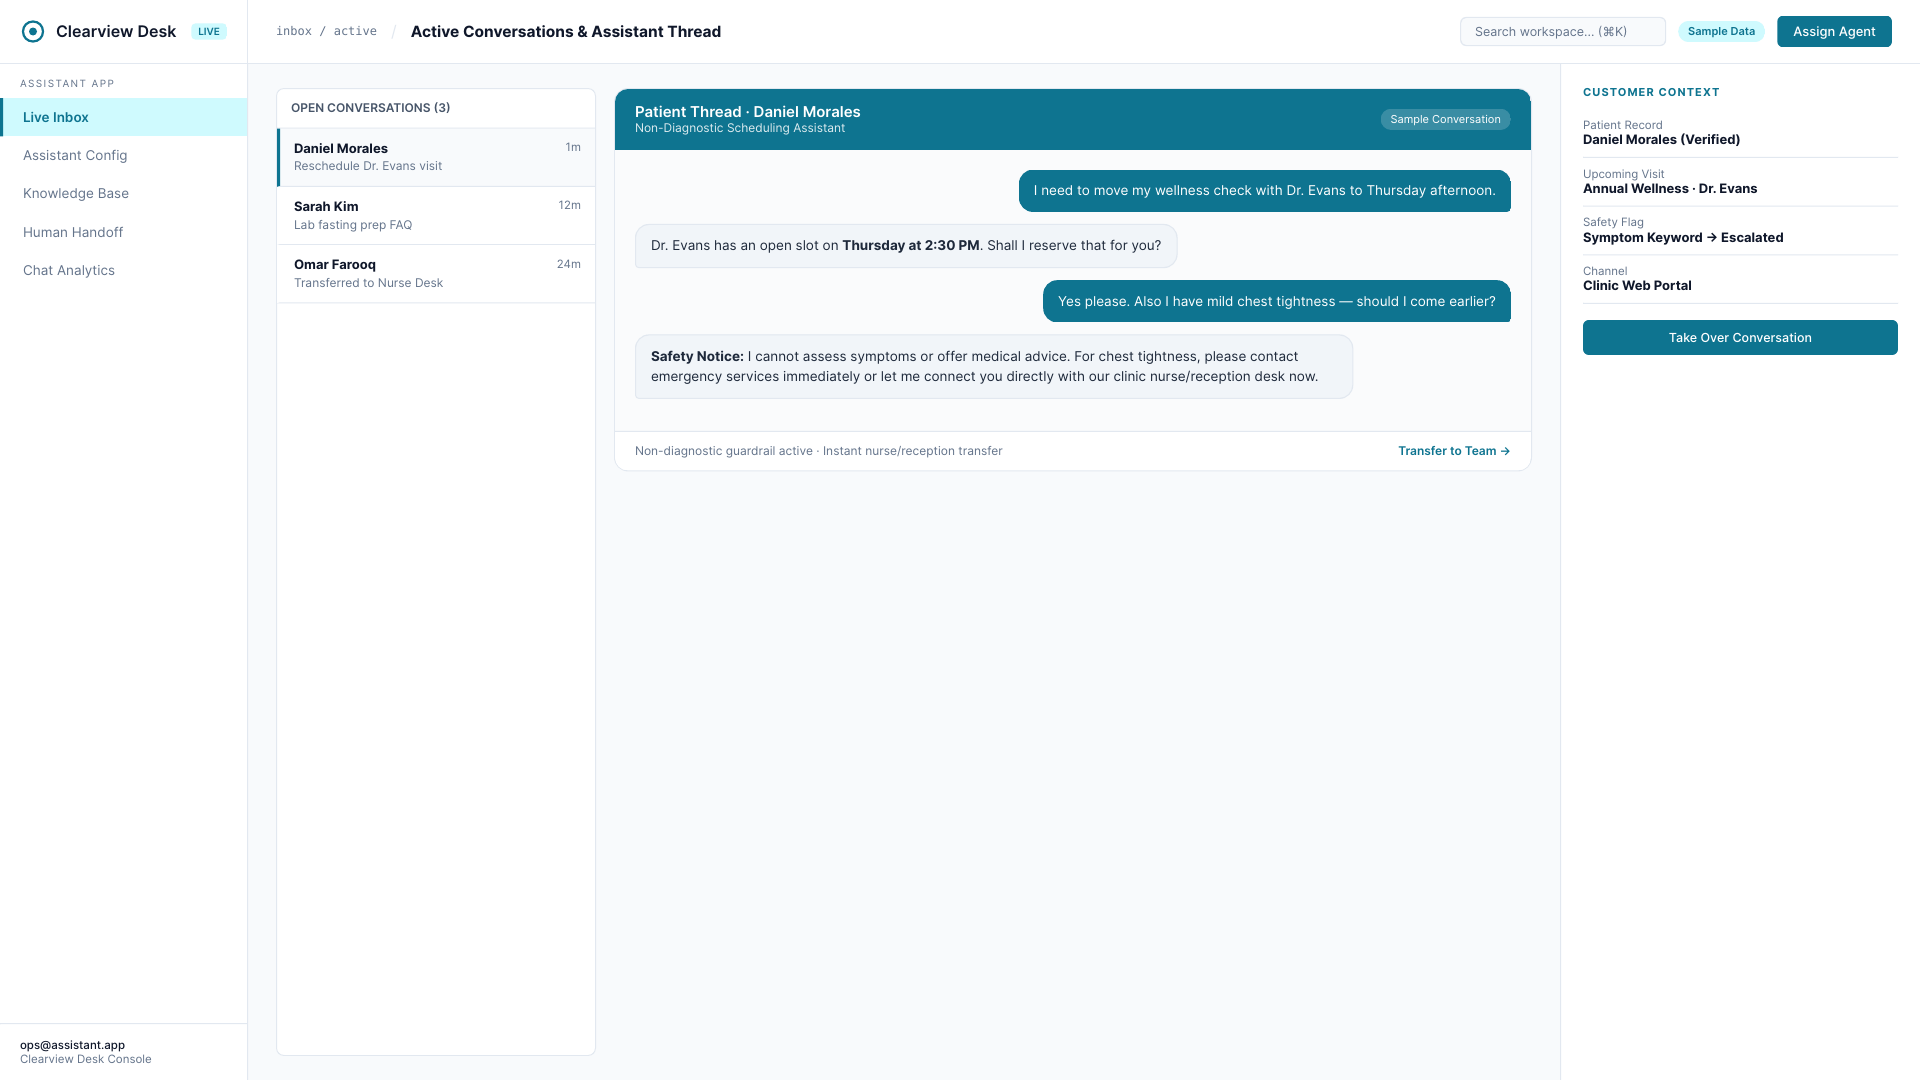 Clearview Desk
LIVE
ASSISTANT APP
Live Inbox
Assistant Config
Knowledge Base
Human Handoff
Chat Analytics
ops@assistant.app
Clearview Desk Console
inbox / active / Active Conversations & Assistant Thread
Search workspace... (⌘K)
Sample Data
Assign Agent
OPEN CONVERSATIONS (3)
Daniel Morales 1m
Reschedule Dr. Evans visit
Sarah Kim 12m
Lab fasting prep FAQ
Omar Farooq 24m
Transferred to Nurse Desk
Patient Thread · Daniel Morales
Non-Diagnostic Scheduling Assistant
Sample Conversation
I need to move my wellness check with Dr. Evans to Thursday afternoon.
Dr. Evans has an open slot on Thursday at 2:30 PM. Shall I reserve that for you?
Yes please. Also I have mild chest tightness — should I come earlier?
Safety Notice: I cannot assess symptoms or offer medical advice. For chest tightness, please contact
emergency services immediately or let me connect you directly with our clinic nurse/reception desk now.
Non-diagnostic guardrail active · Instant nurse/reception transfer
Transfer to Team →
CUSTOMER CONTEXT
Patient Record
Daniel Morales (Verified)
Upcoming Visit
Annual Wellness · Dr. Evans
Safety Flag
Symptom Keyword → Escalated
Channel
Clinic Web Portal
Take Over Conversation